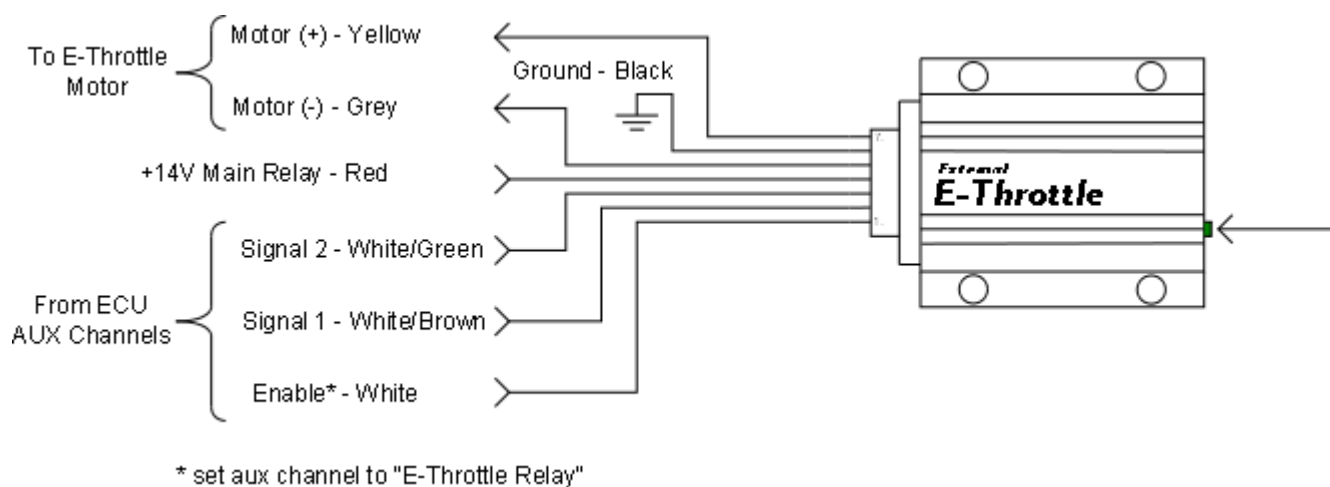 To E-Throttle
Motor
Motor (+) - Yellow
Ground - Black
Motor (-) - Grey
+14V Main Relay - Red
From ECU
AUX Channels
Signal 2 - White/Green
Signal 1 - White/Brown
Enable* - White
External
E-Throttle
* set aux channel to "E-Throttle Relay"